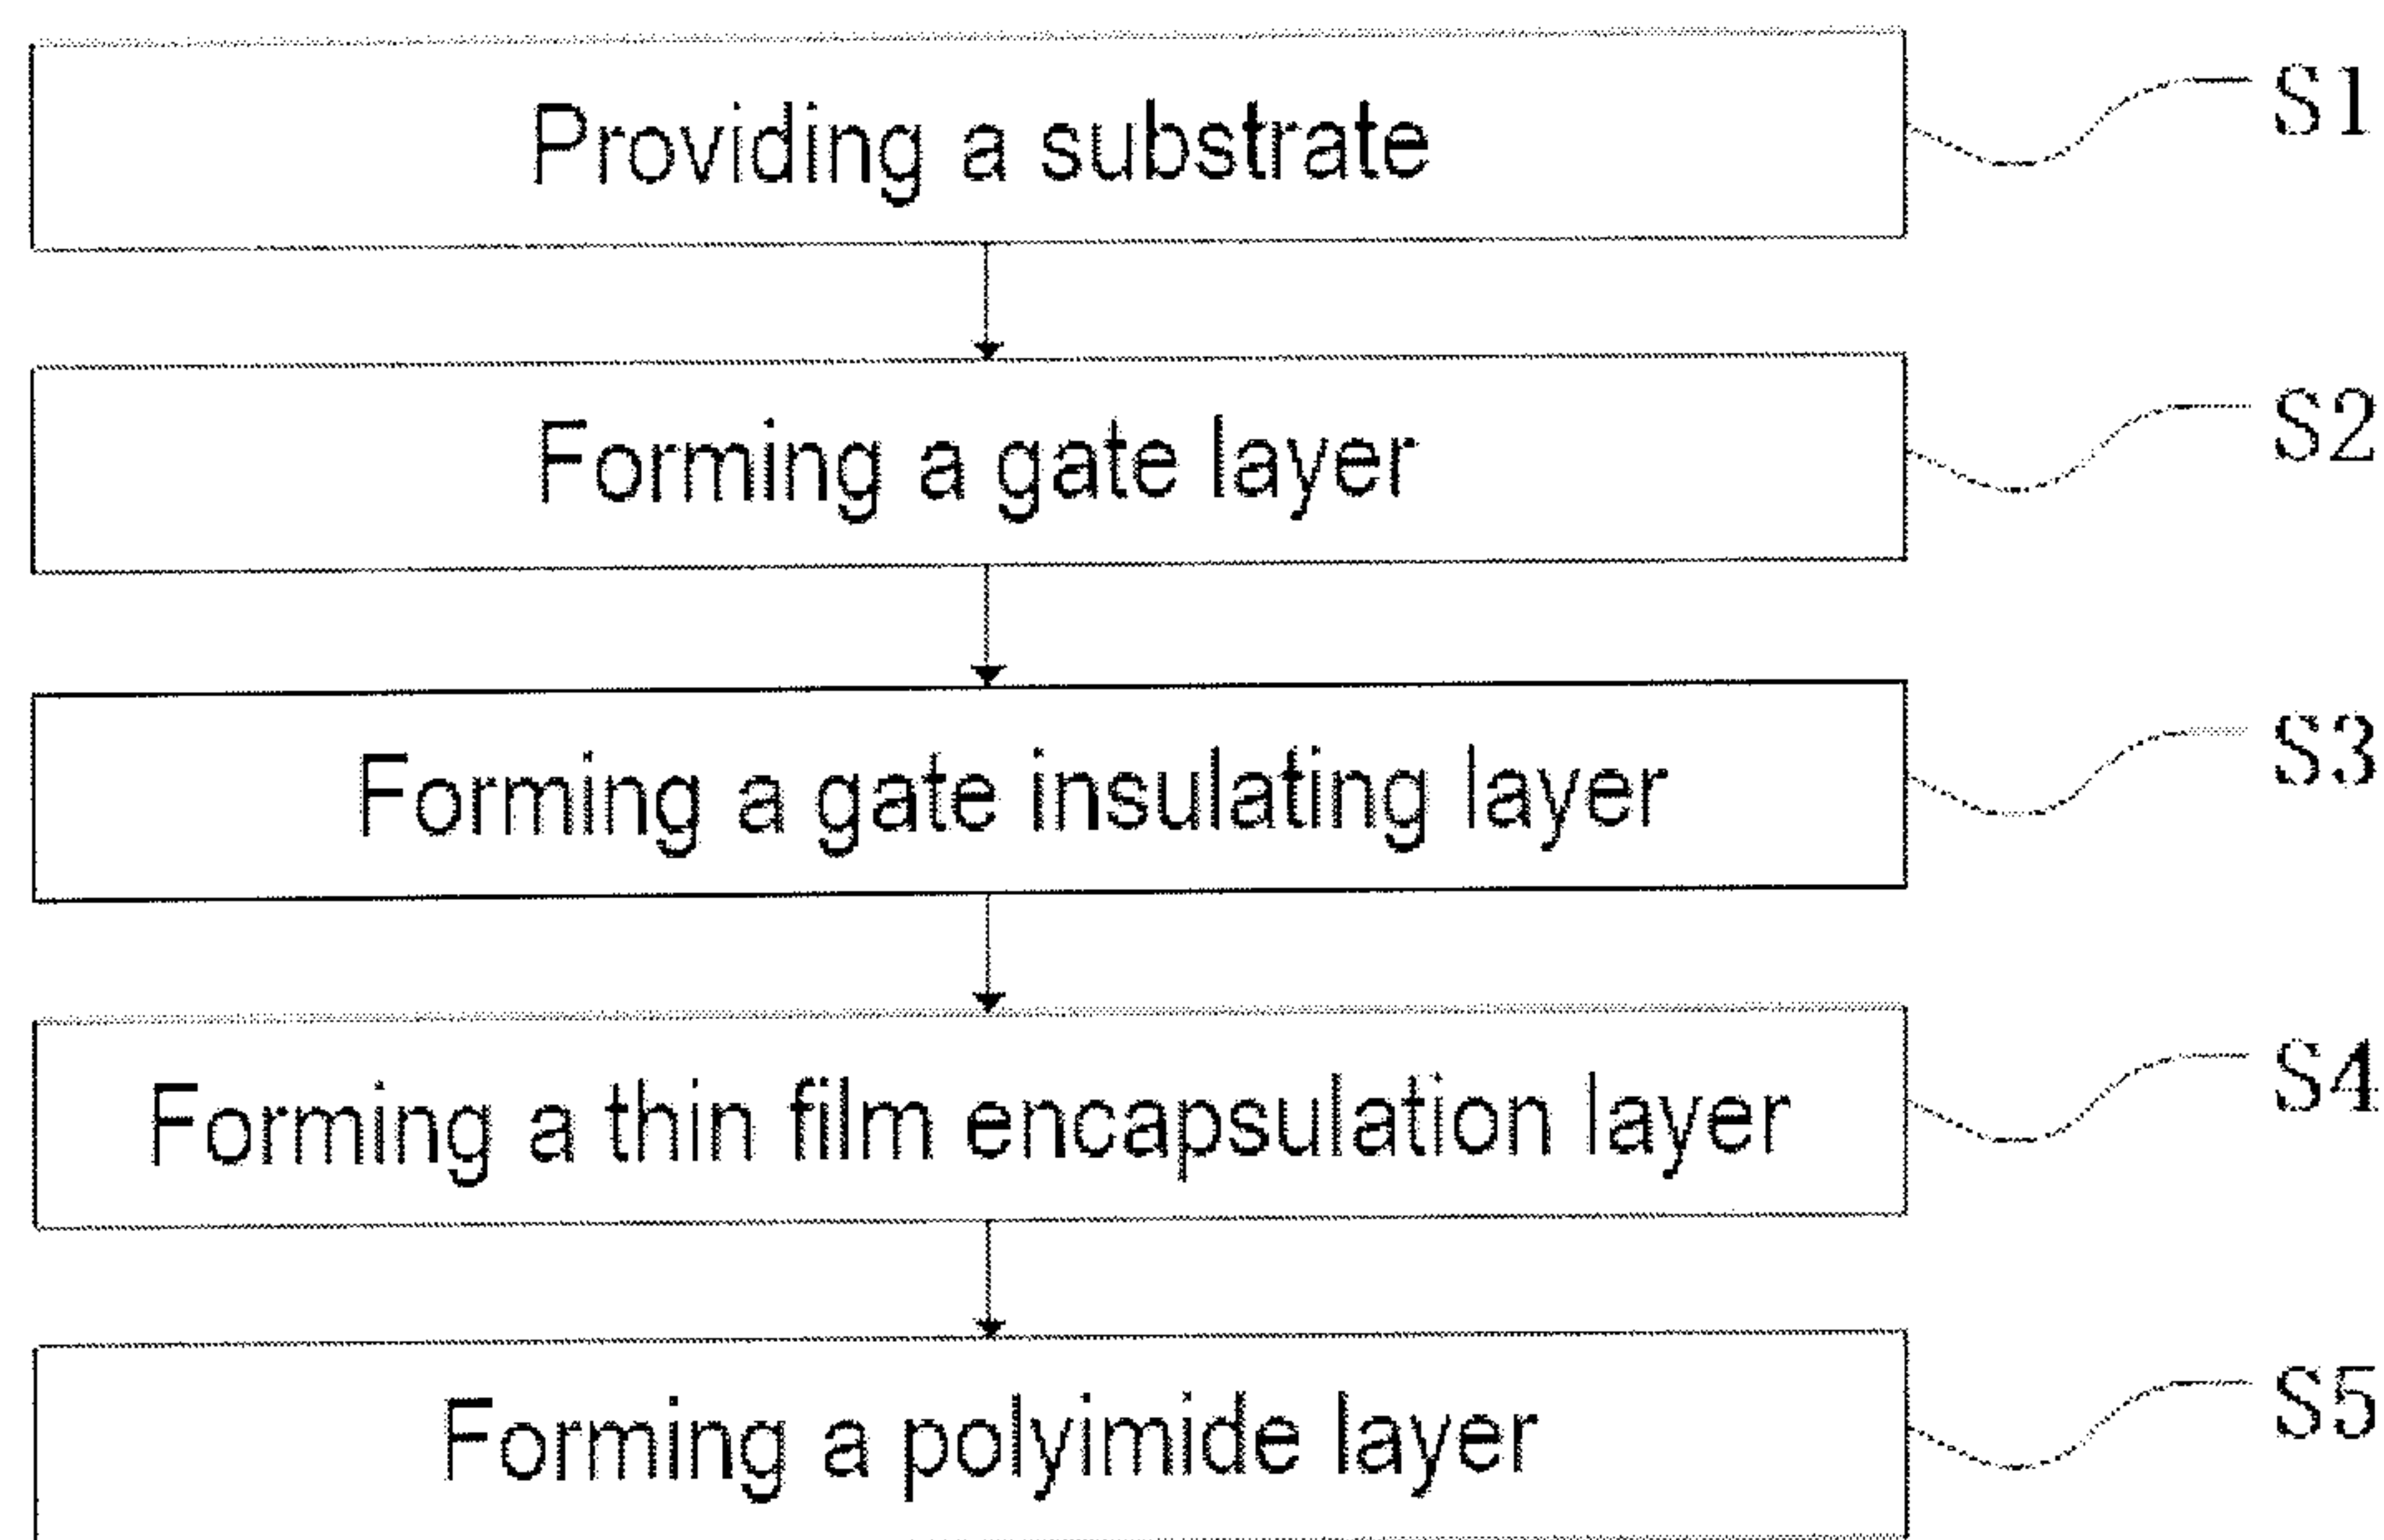 Providing a substrate S1
Forming a gate layer S2
Forming a gate insulating layer S3
Forming a thin film encapsulation layer S4
Forming a polyimide layer S5